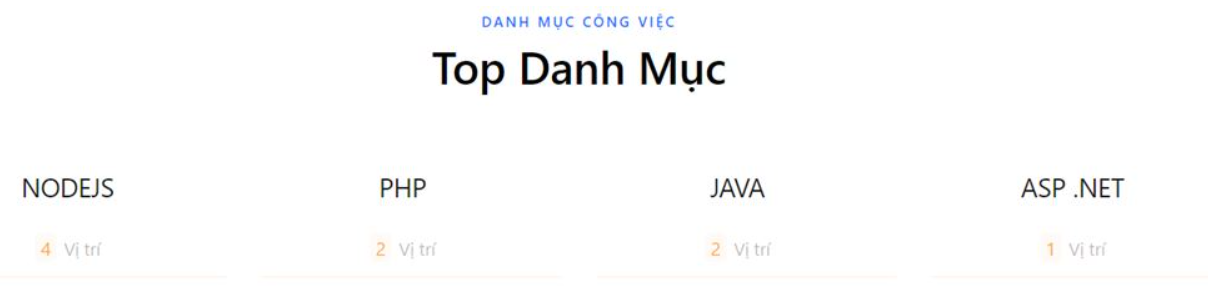 DANH MỤC CÔNG VIỆC
Top Danh Mục
NODEJS PHP JAVA ASP .NET
4 Vị trí 2 Vị trí 2 Vị trí 1 Vị trí